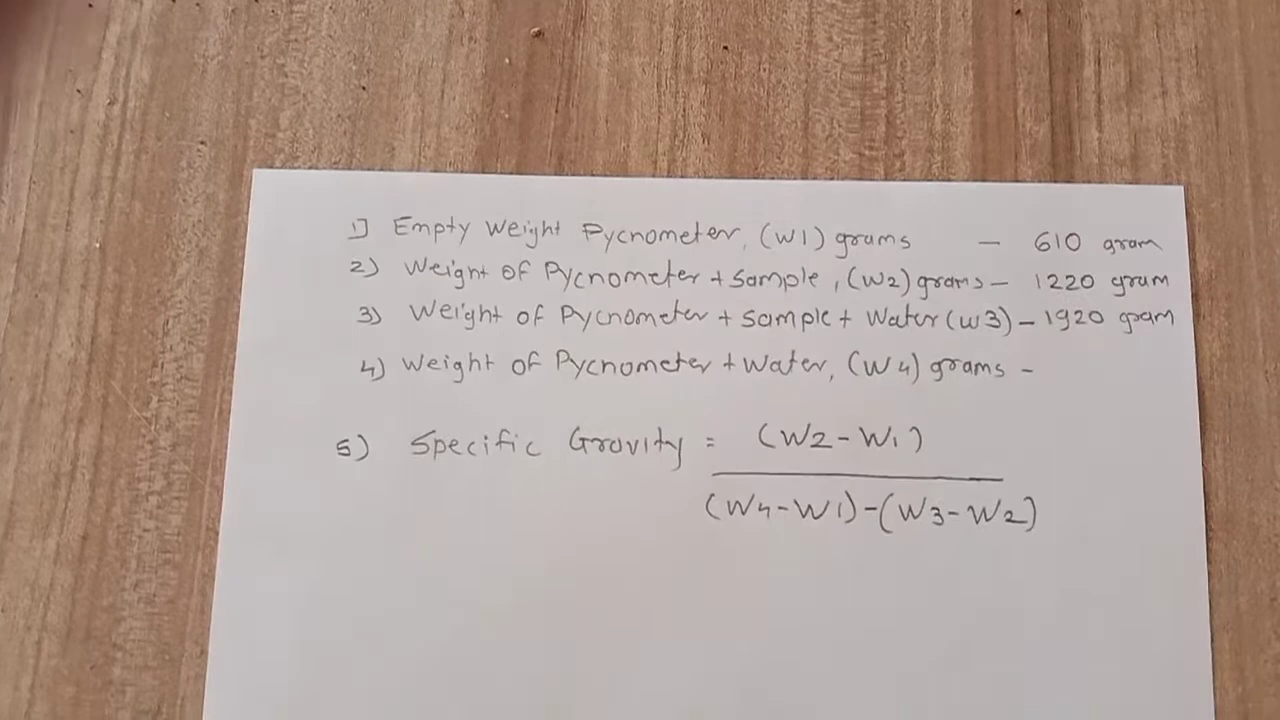 1] Empty Weight Pycnometer, (W1) grams - 610 gram
2) Weight of Pycnometer + Sample, (W2) grams - 1220 gram
3) Weight of Pycnometer + Sample + Water (W3) - 1920 gram
4) Weight of Pycnometer + Water, (W4) grams -
5) Specific Gravity = (W2 - W1)
(W4 - W1) - (W3 - W2)